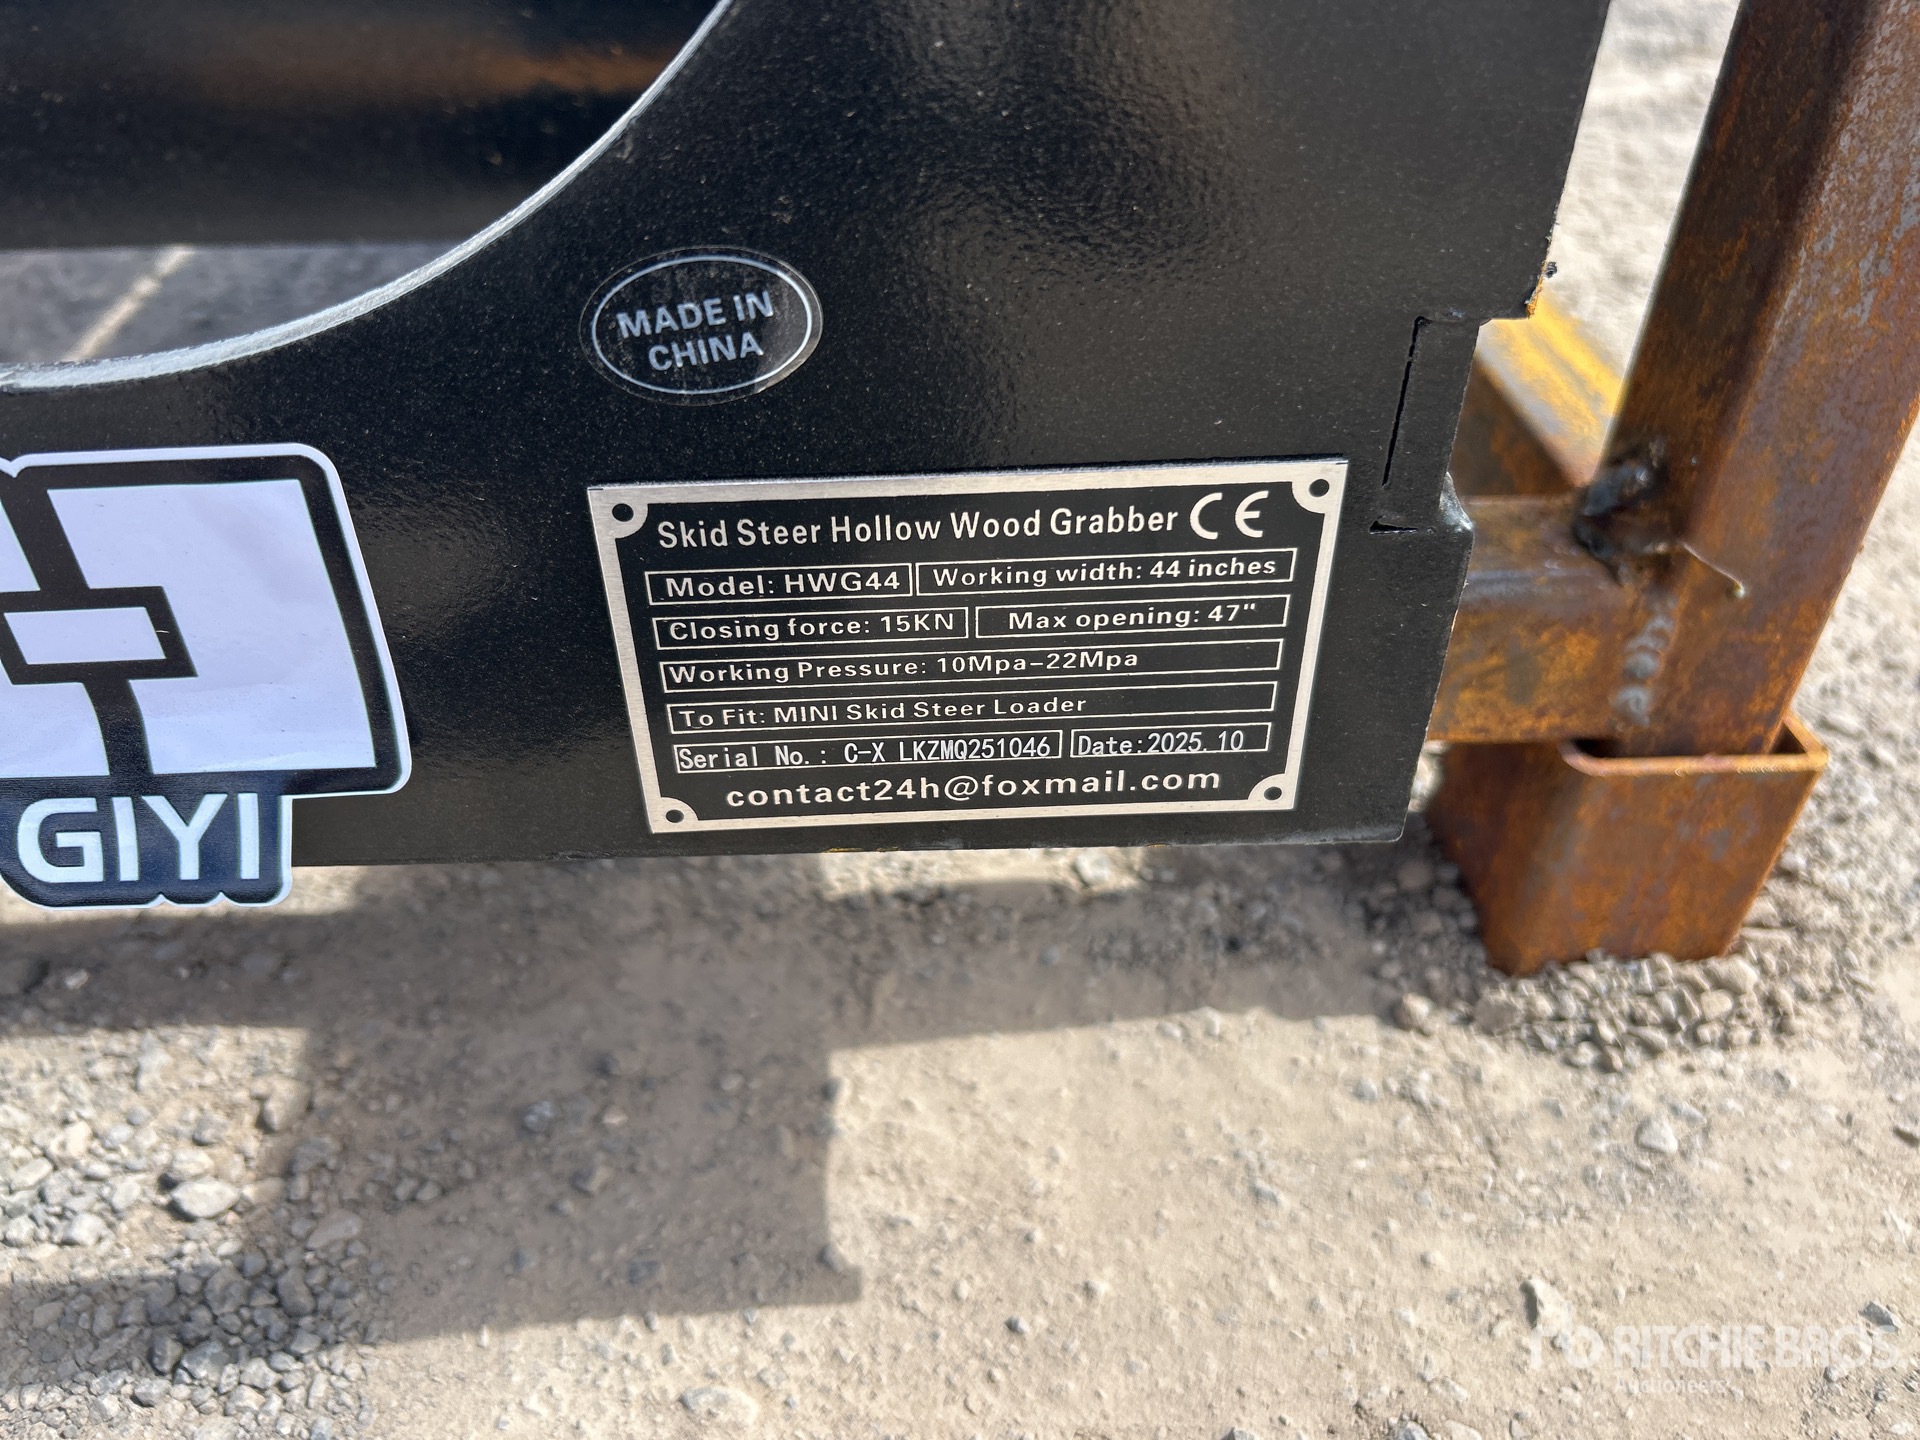 MADE IN
CHINA
GIYI
Skid Steer Hollow Wood Grabber CE
Model: HWG44 Working width: 44 inches
Closing force: 15KN Max opening: 47"
Working Pressure: 10Mpa-22Mpa
To Fit: MINI Skid Steer Loader
Serial No.: C-X LKZMQ251046 Date:2025.10
contact24h@foxmail.com
RITCHIE BROS.
Auctioneers